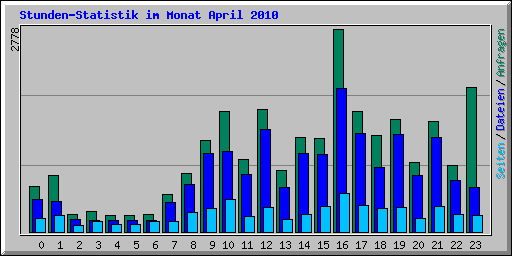 Stunden-Statistik im Monat April 2010
2778
Seiten / Dateien / Anfragen
0 1 2 3 4 5 6 7 8 9 10 11 12 13 14 15 16 17 18 19 20 21 22 23